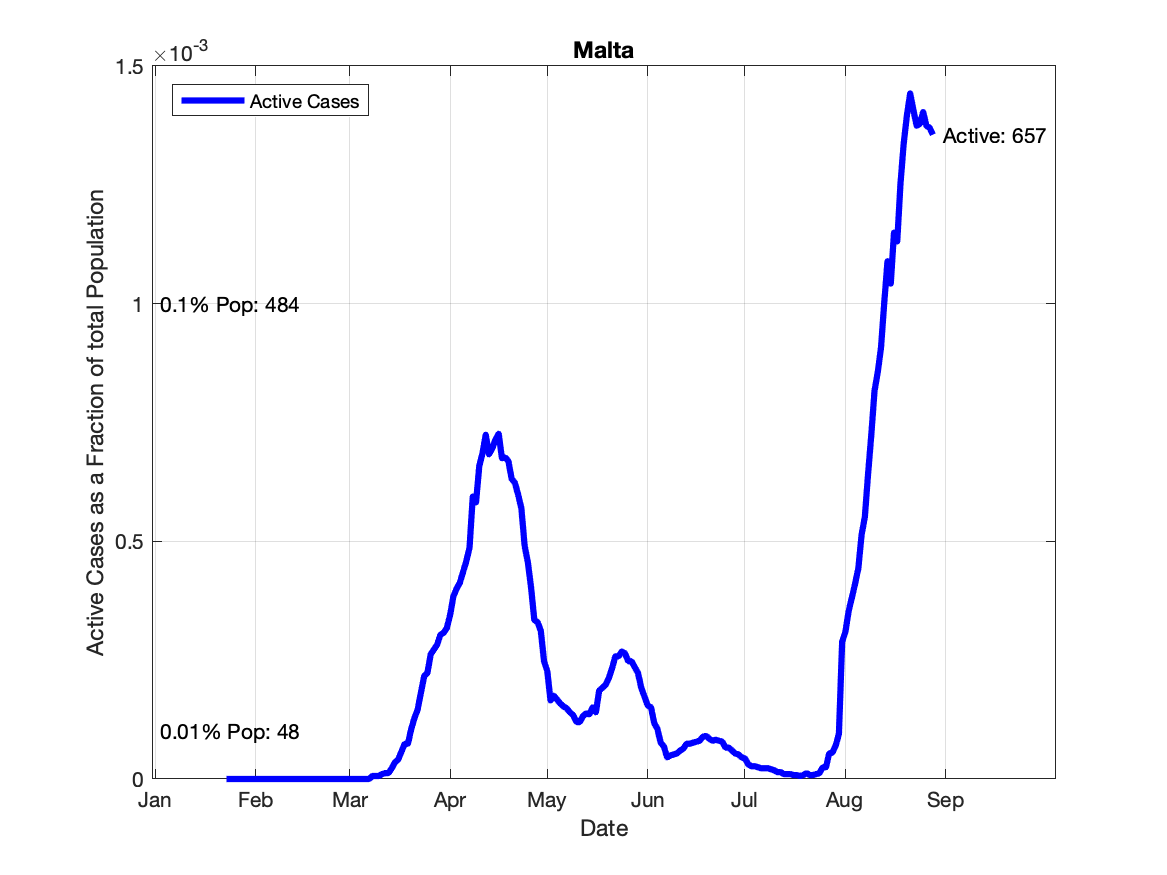 Malta
×10-3
1.5
Active Cases
Active: 657
1
0.1% Pop: 484
0.5
0.01% Pop: 48
0
Active Cases as a Fraction of total Population
Jan Feb Mar Apr May Jun Jul Aug Sep
Date